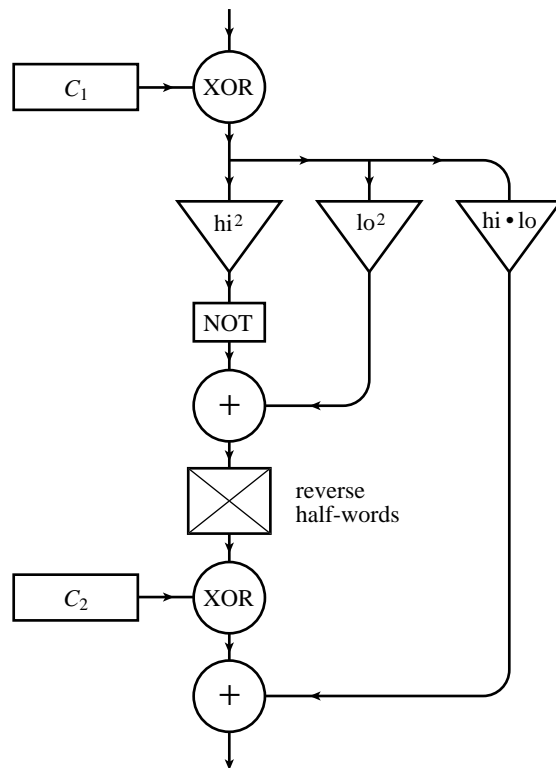 XOR
C₁
hi² lo² hi • lo
NOT
+
reverse
half-words
C₂ XOR
+